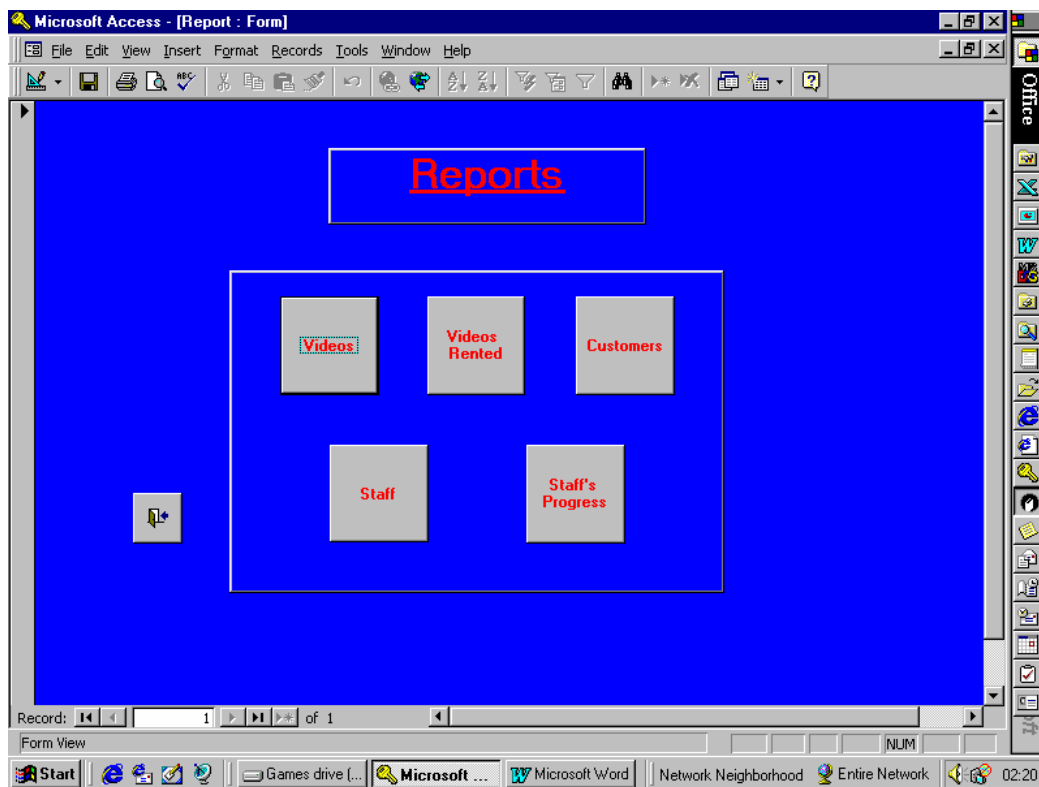 Microsoft Access - [Report : Form]
File Edit View Insert Format Records Tools Window Help
ABC
Office
Reports
Videos
Videos
Rented
Customers
Staff
Staff's
Progress
Record: 1 of 1
Form View
NUM
Start
Games drive (...
Microsoft ...
Microsoft Word
Network Neighborhood
Entire Network
02:20